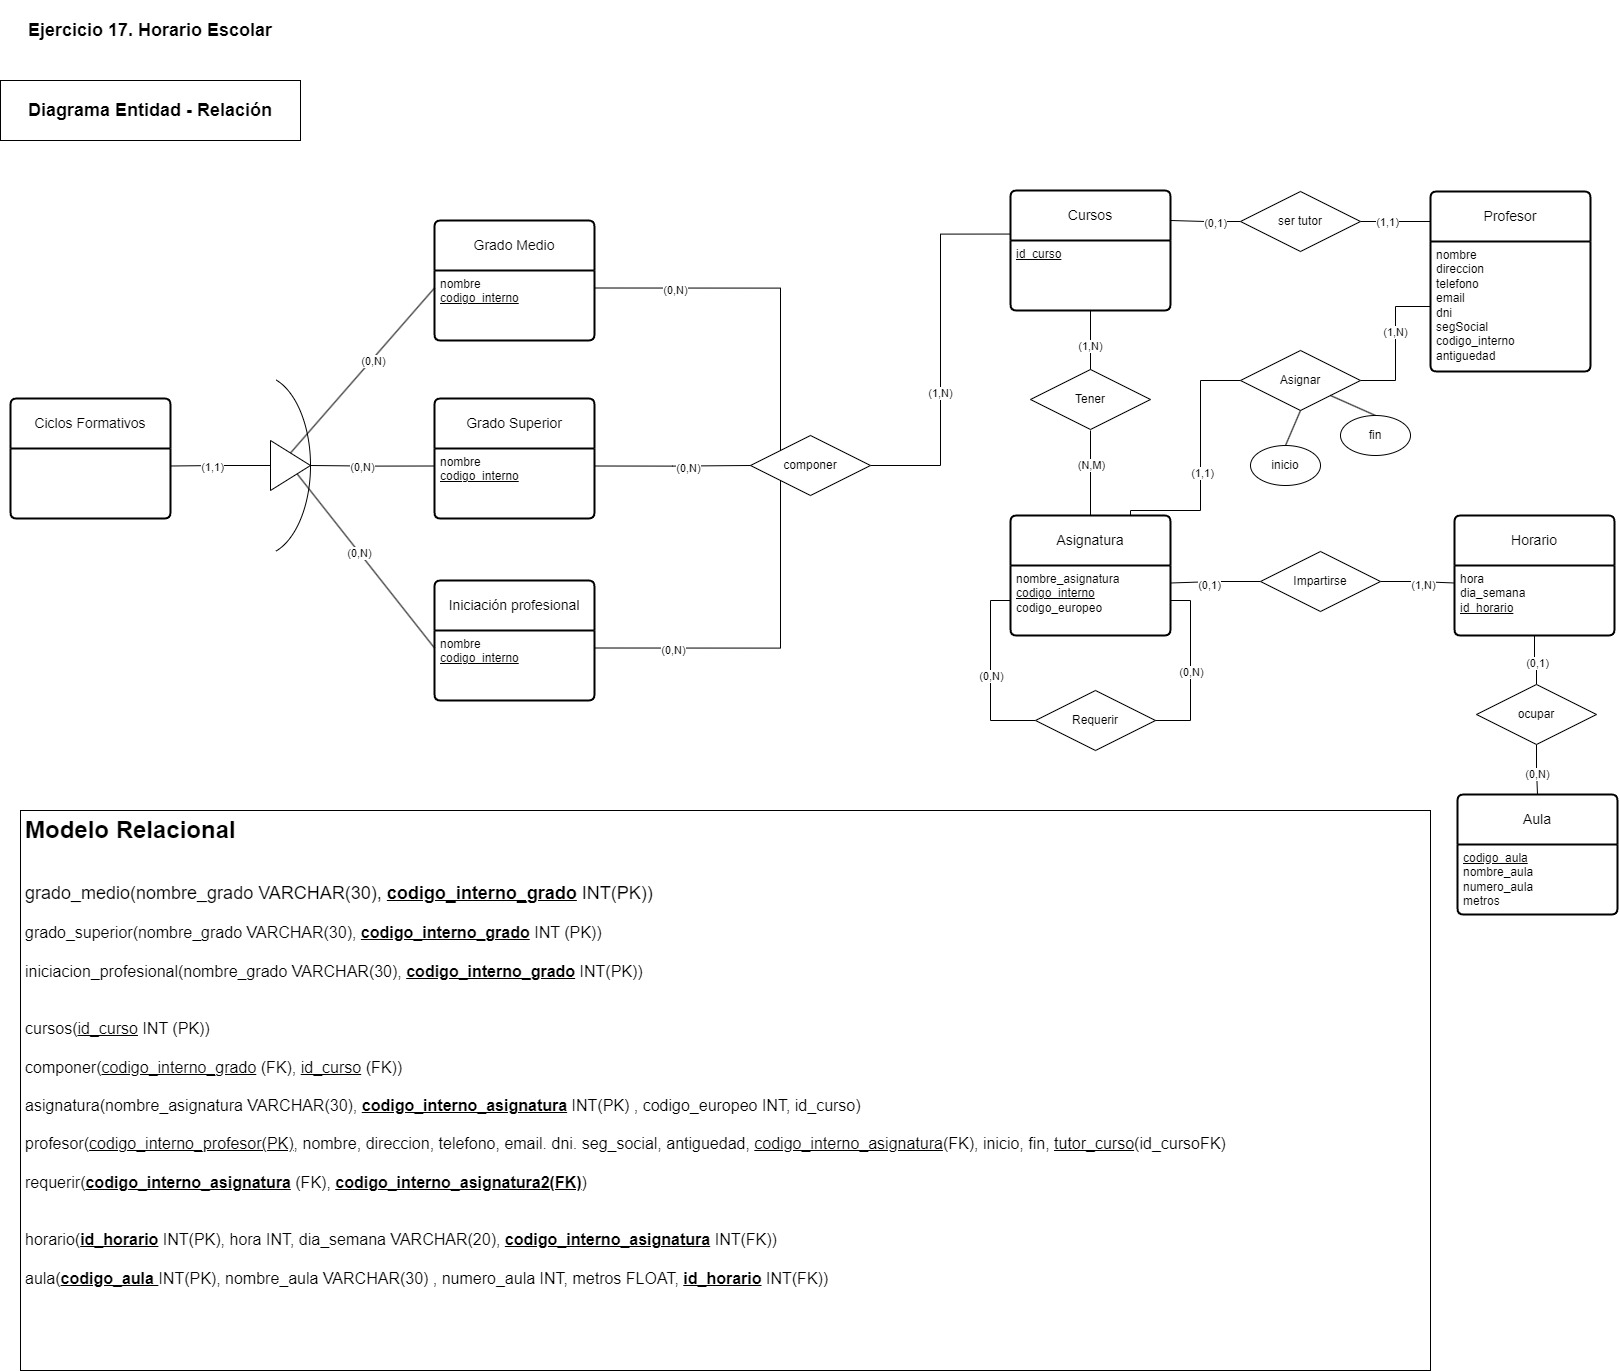 Ejercicio 17. Horario Escolar
Diagrama Entidad - Relación
Ciclos Formativos
(1,1)
(0,N)
(0,N)
(0,N)
Grado Medio
nombre
codigo_interno
Grado Superior
nombre
codigo_interno
Iniciación profesional
nombre
codigo_interno
(0,N)
(0,N)
(0,N)
componer
(1,N)
Cursos
id_curso
(0,1)
ser tutor
(1,1)
Profesor
nombre
direccion
telefono
email
dni
segSocial
codigo_interno
antiguedad
(1,N)
Asignar
inicio
fin
(1,1)
(1,N)
Tener
(N,M)
Asignatura
nombre_asignatura
codigo_interno
codigo_europeo
(0,N)
Requerir
(0,N)
(0,1)
Impartirse
(1,N)
Horario
hora
dia_semana
id_horario
(0,1)
ocupar
(0,N)
Aula
codigo_aula
nombre_aula
numero_aula
metros
Modelo Relacional
grado_medio(nombre_grado VARCHAR(30), codigo_interno_grado INT(PK))
grado_superior(nombre_grado VARCHAR(30), codigo_interno_grado INT (PK))
iniciacion_profesional(nombre_grado VARCHAR(30), codigo_interno_grado INT(PK))
cursos(id_curso INT (PK))
componer(codigo_interno_grado (FK), id_curso (FK))
asignatura(nombre_asignatura VARCHAR(30), codigo_interno_asignatura INT(PK) , codigo_europeo INT, id_curso)
profesor(codigo_interno_profesor(PK), nombre, direccion, telefono, email. dni. seg_social, antiguedad, codigo_interno_asignatura(FK), inicio, fin, tutor_curso(id_cursoFK)
requerir(codigo_interno_asignatura (FK), codigo_interno_asignatura2(FK))
horario(id_horario INT(PK), hora INT, dia_semana VARCHAR(20), codigo_interno_asignatura INT(FK))
aula(codigo_aula INT(PK), nombre_aula VARCHAR(30) , numero_aula INT, metros FLOAT, id_horario INT(FK))